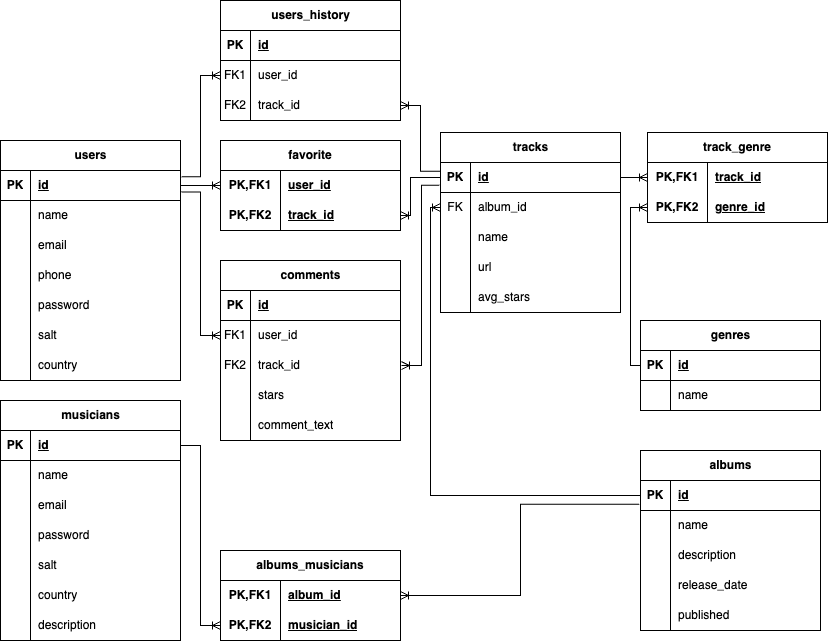 users_history
PK id
FK1 user_id
FK2 track_id
users
PK id
name
email
phone
password
salt
country
favorite
PK,FK1 user_id
PK,FK2 track_id
tracks
PK id
FK album_id
name
url
avg_stars
track_genre
PK,FK1 track_id
PK,FK2 genre_id
comments
PK id
FK1 user_id
FK2 track_id
stars
comment_text
genres
PK id
name
musicians
PK id
name
email
password
salt
country
description
albums
PK id
name
description
release_date
published
albums_musicians
PK,FK1 album_id
PK,FK2 musician_id